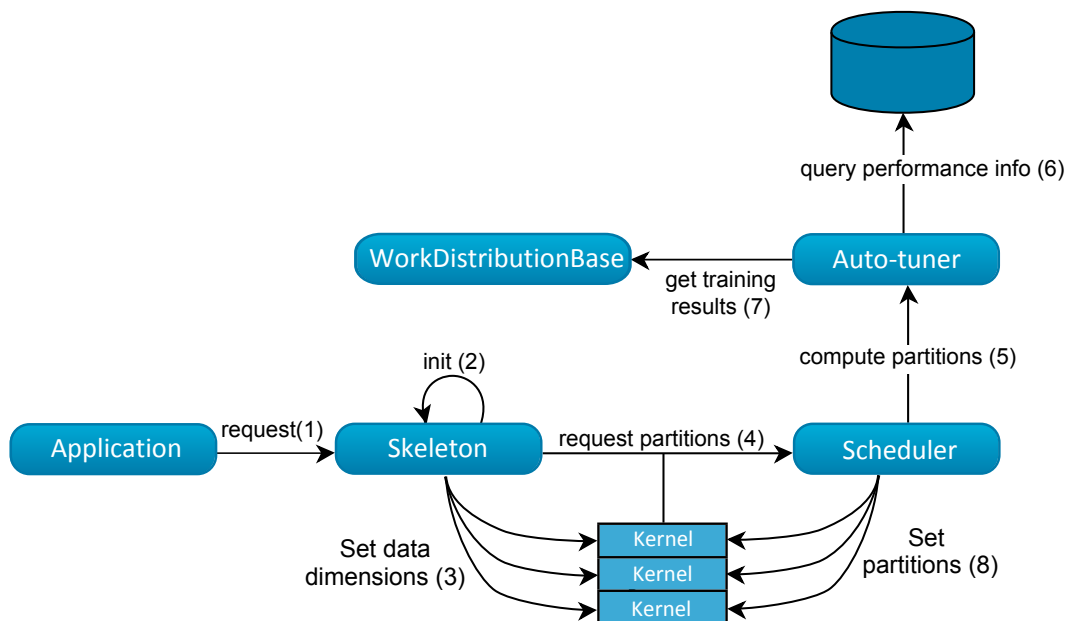 query performance info (6)
WorkDistributionBase
Auto-tuner
get training
results (7)
compute partitions (5)
init (2)
Application
request(1)
Skeleton
request partitions (4)
Scheduler
Set data
dimensions (3)
Kernel
Kernel
Kernel
Set
partitions (8)